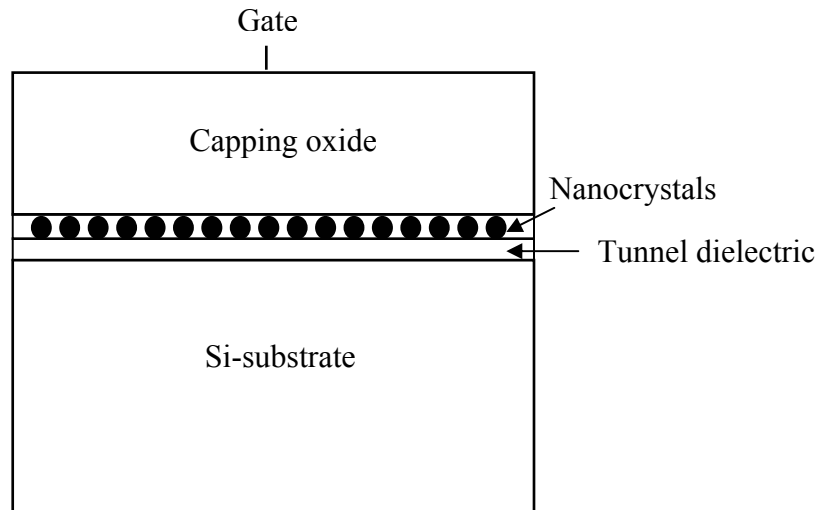 Gate
Capping oxide
Nanocrystals
Tunnel dielectric
Si-substrate